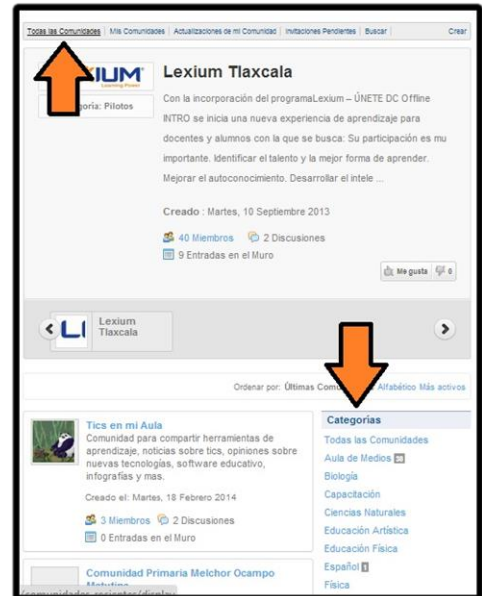 Todas las Comunidades | Mis Comunidades | Actualizaciones de mi Comunidad | Invitaciones Pendientes | Buscar | Crear
IUM
Learning Power
Lexium Tlaxcala
: Pilotos
Con la incorporación del programaLexium – ÚNETE DC Offline
INTRO se inicia una nueva experiencia de aprendizaje para
docentes y alumnos con la que se busca: Su participación es mu
importante. Identificar el talento y la mejor forma de aprender.
Mejorar el autoconocimiento. Desarrollar el intele ...
Creado : Martes, 10 Septiembre 2013
40 Miembros 2 Discusiones
9 Entradas en el Muro
Me gusta 0
Lexium
Tlaxcala
Ordenar por: Últimas Alfabético Más activos
Tics en mi Aula
Comunidad para compartir herramientas de
aprendizaje, noticias sobre tics, opiniones sobre
nuevas tecnologías, software educativo,
infografías y mas.
Creado el: Martes, 18 Febrero 2014
3 Miembros 2 Discusiones
0 Entradas en el Muro
Comunidad Primaria Melchor Ocampo
Categorías
Todas las Comunidades
Aula de Medios
Biología
Capacitación
Ciencias Naturales
Educación Artística
Educación Física
Español 1
Física